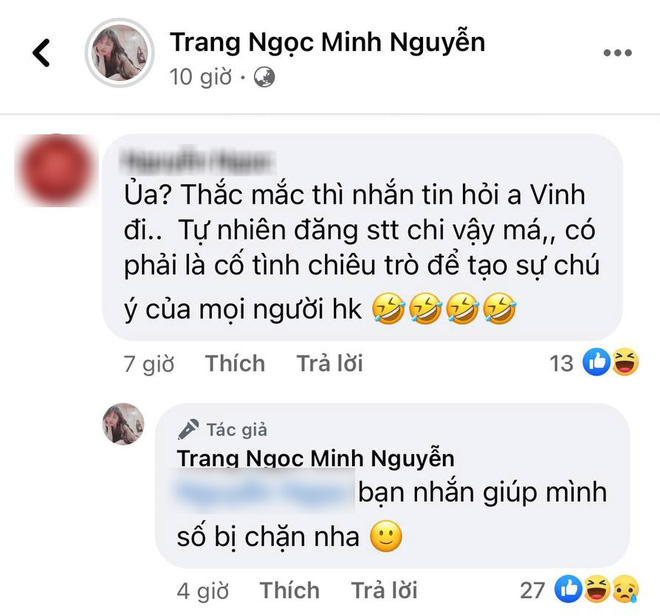 Trang Ngọc Minh Nguyễn
10 giờ ·
Ủa? Thắc mắc thì nhắn tin hỏi a Vinh
đi.. Tự nhiên đăng stt chi vậy má,, có
phải là cố tình chiêu trò để tạo sự chú
ý của mọi người hk 🤣🤣🤣🤣
7 giờ Thích Trả lời 13
Tác giả
Trang Ngọc Minh Nguyễn
bạn nhắn giúp mình
số bị chặn nha 🙂
4 giờ Thích Trả lời 27